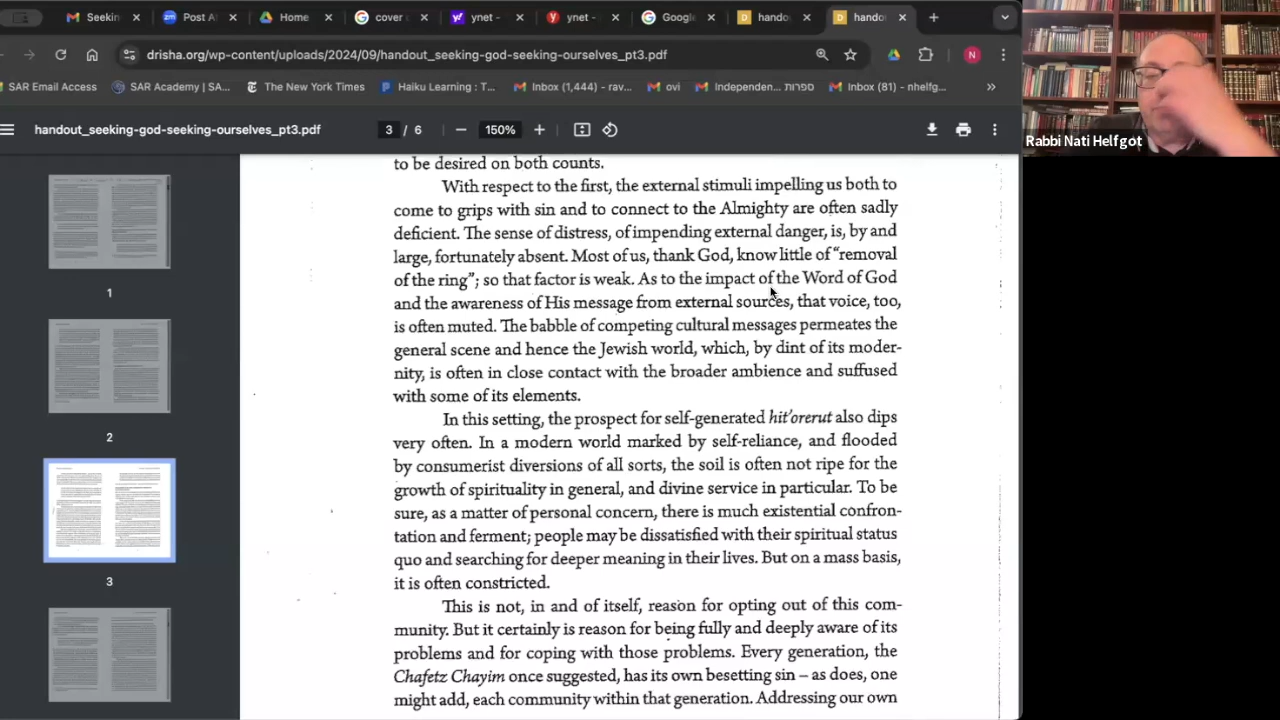 Seekin
Post A
Home
cover
ynet -
ynet -
Google
hando
hando
drisha.org/wp-content/uploads/2024/09/handout_seeking-god-seeking-ourselves_pt3.pdf
N
SAR Email Access
SAR Academy | SA...
The New York Times
Haiku Learning : T...
Inbox (1,444) - rav...
ovi
Independen... ספרות
Inbox (81) - nhelfg...
handout_seeking-god-seeking-ourselves_pt3.pdf
3 / 6
150%
Rabbi Nati Helfgot
1
2
3
to be desired on both counts.
With respect to the first, the external stimuli impelling us both to
come to grips with sin and to connect to the Almighty are often sadly
deficient. The sense of distress, of impending external danger, is, by and
large, fortunately absent. Most of us, thank God, know little of “removal
of the ring”; so that factor is weak. As to the impact of the Word of God
and the awareness of His message from external sources, that voice, too,
is often muted. The babble of competing cultural messages permeates the
general scene and hence the Jewish world, which, by dint of its moder-
nity, is often in close contact with the broader ambience and suffused
with some of its elements.
In this setting, the prospect for self-generated hit’orerut also dips
very often. In a modern world marked by self-reliance, and flooded
by consumerist diversions of all sorts, the soil is often not ripe for the
growth of spirituality in general, and divine service in particular. To be
sure, as a matter of personal concern, there is much existential confron-
tation and ferment; people may be dissatisfied with their spiritual status
quo and searching for deeper meaning in their lives. But on a mass basis,
it is often constricted.
This is not, in and of itself, reason for opting out of this com-
munity. But it certainly is reason for being fully and deeply aware of its
problems and for coping with those problems. Every generation, the
Chafetz Chayim once suggested, has its own besetting sin – as does, one
might add, each community within that generation. Addressing our own